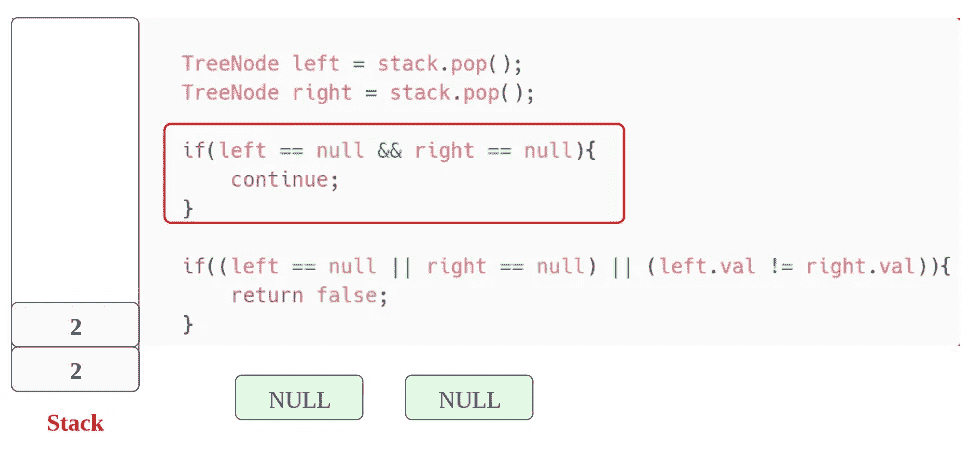 TreeNode left = stack.pop();
TreeNode right = stack.pop();
if(left == null && right == null){
continue;
}
if((left == null || right == null) || (left.val != right.val)){
return false;
}
2
2
NULL NULL
Stack